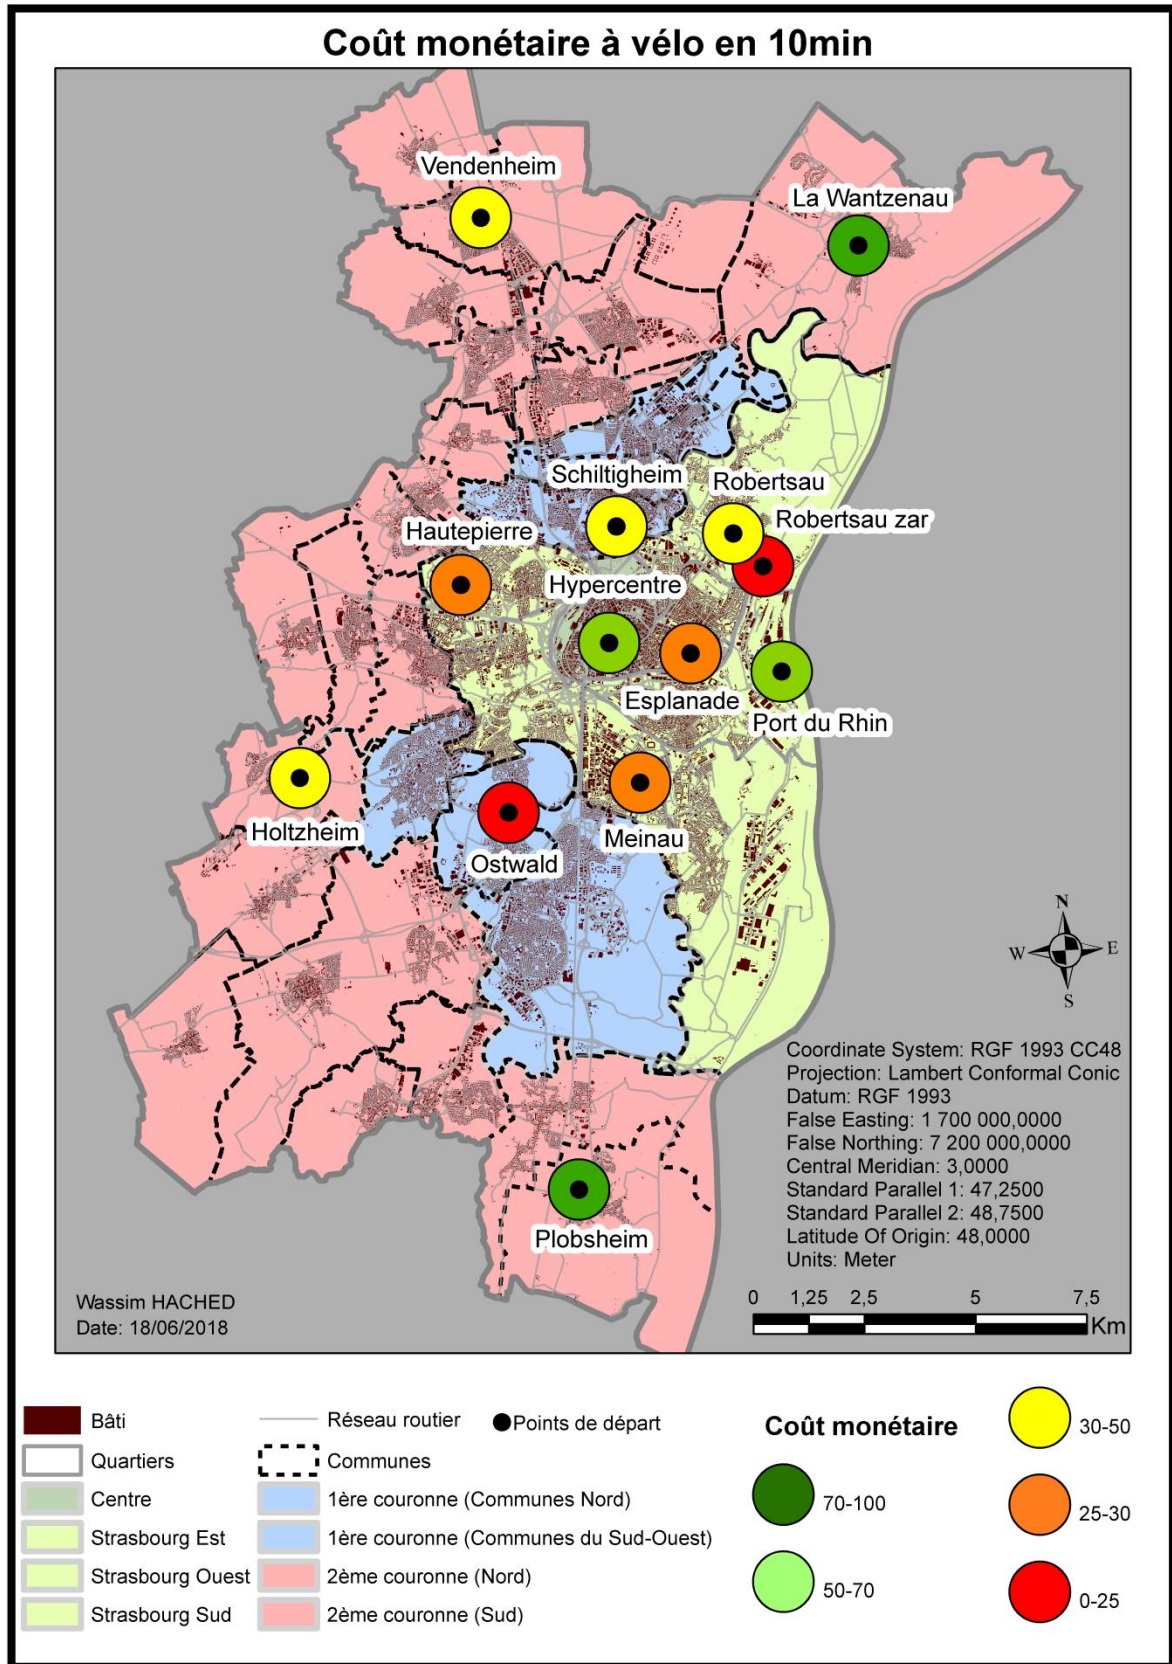 Coût monétaire à vélo en 10min
Vendenheim
La Wantzenau
Schiltigheim
Robertsau
Robertsau zar
Hautepierre
Hypercentre
Esplanade
Port du Rhin
Holtzheim
Meinau
Ostwald
N
W
E
S
Coordinate System: RGF 1993 CC48
Projection: Lambert Conformal Conic
Datum: RGF 1993
False Easting: 1 700 000,0000
False Northing: 7 200 000,0000
Central Meridian: 3,0000
Standard Parallel 1: 47,2500
Standard Parallel 2: 48,7500
Latitude Of Origin: 48,0000
Units: Meter
Plobsheim
Wassim HACHED
Date: 18/06/2018
0 1,25 2,5 5 7,5
Km
Bâti
Quartiers
Centre
Strasbourg Est
Strasbourg Ouest
Strasbourg Sud
Réseau routier
Points de départ
Communes
1ère couronne (Communes Nord)
1ère couronne (Communes du Sud-Ouest)
2ème couronne (Nord)
2ème couronne (Sud)
Coût monétaire
70-100
50-70
30-50
25-30
0-25